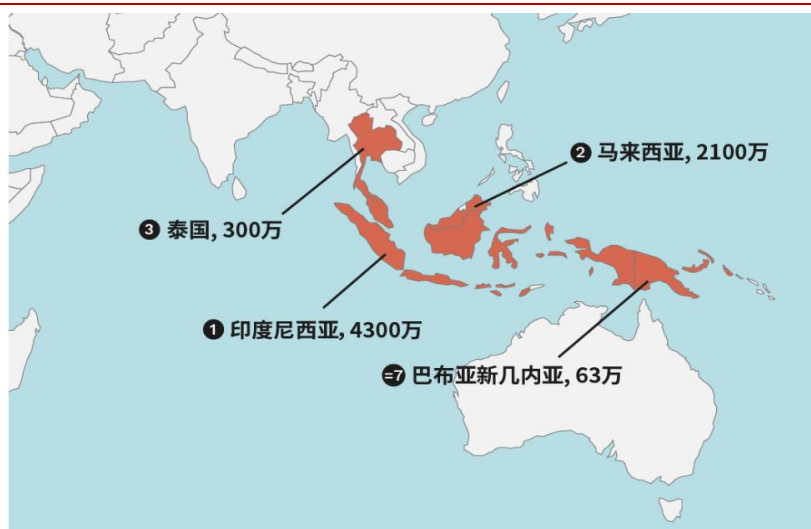 ❷ 马来西亚, 2100万
❸ 泰国, 300万
❶ 印度尼西亚, 4300万
=7 巴布亚新几内亚, 63万